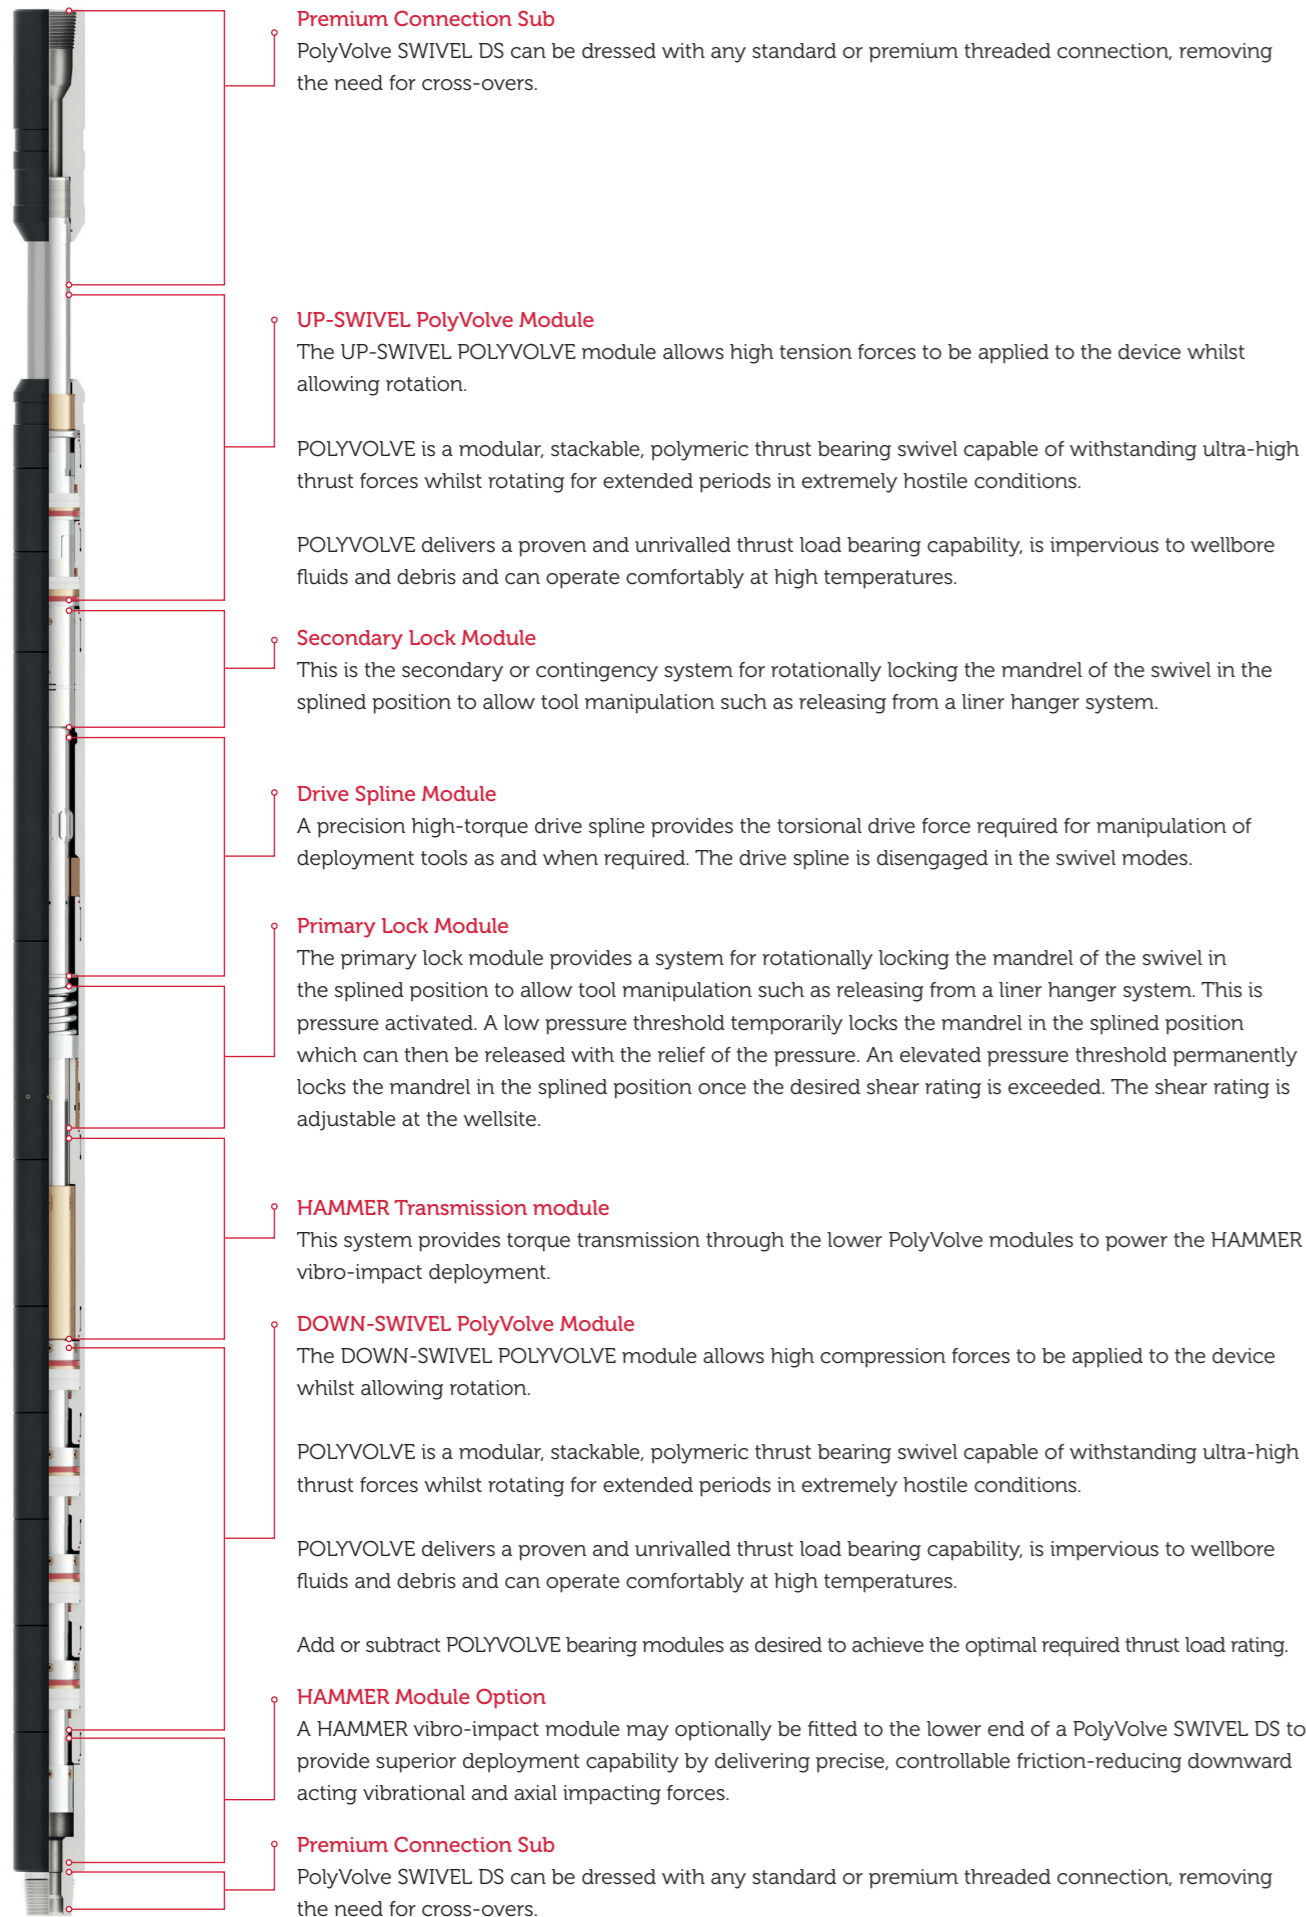 Premium Connection Sub
PolyVolve SWIVEL DS can be dressed with any standard or premium threaded connection, removing
the need for cross-overs.
UP-SWIVEL PolyVolve Module
The UP-SWIVEL POLYVOLVE module allows high tension forces to be applied to the device whilst
allowing rotation.
POLYVOLVE is a modular, stackable, polymeric thrust bearing swivel capable of withstanding ultra-high
thrust forces whilst rotating for extended periods in extremely hostile conditions.
POLYVOLVE delivers a proven and unrivalled thrust load bearing capability, is impervious to wellbore
fluids and debris and can operate comfortably at high temperatures.
Secondary Lock Module
This is the secondary or contingency system for rotationally locking the mandrel of the swivel in the
splined position to allow tool manipulation such as releasing from a liner hanger system.
Drive Spline Module
A precision high-torque drive spline provides the torsional drive force required for manipulation of
deployment tools as and when required. The drive spline is disengaged in the swivel modes.
Primary Lock Module
The primary lock module provides a system for rotationally locking the mandrel of the swivel in
the splined position to allow tool manipulation such as releasing from a liner hanger system. This is
pressure activated. A low pressure threshold temporarily locks the mandrel in the splined position
which can then be released with the relief of the pressure. An elevated pressure threshold permanently
locks the mandrel in the splined position once the desired shear rating is exceeded. The shear rating is
adjustable at the wellsite.
HAMMER Transmission module
This system provides torque transmission through the lower PolyVolve modules to power the HAMMER
vibro-impact deployment.
DOWN-SWIVEL PolyVolve Module
The DOWN-SWIVEL POLYVOLVE module allows high compression forces to be applied to the device
whilst allowing rotation.
POLYVOLVE is a modular, stackable, polymeric thrust bearing swivel capable of withstanding ultra-high
thrust forces whilst rotating for extended periods in extremely hostile conditions.
POLYVOLVE delivers a proven and unrivalled thrust load bearing capability, is impervious to wellbore
fluids and debris and can operate comfortably at high temperatures.
Add or subtract POLYVOLVE bearing modules as desired to achieve the optimal required thrust load rating.
HAMMER Module Option
A HAMMER vibro-impact module may optionally be fitted to the lower end of a PolyVolve SWIVEL DS to
provide superior deployment capability by delivering precise, controllable friction-reducing downward
acting vibrational and axial impacting forces.
Premium Connection Sub
PolyVolve SWIVEL DS can be dressed with any standard or premium threaded connection, removing
the need for cross-overs.